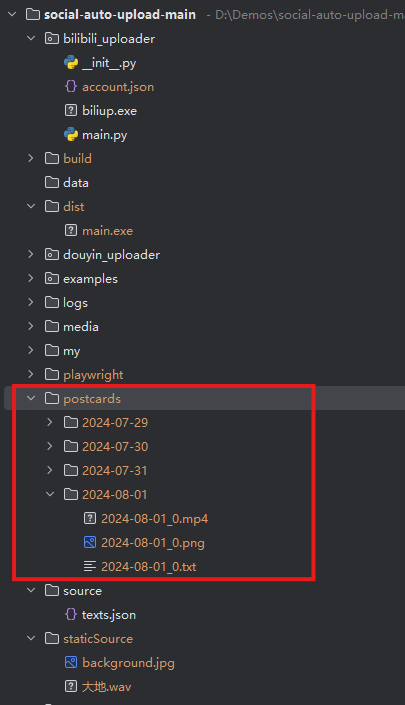 social-auto-upload-main - D:\Demos\social-auto-upload-m
bilibili_uploader
__init__.py
{} account.json
biliup.exe
main.py
build
data
dist
main.exe
douyin_uploader
examples
logs
media
my
playwright
postcards
2024-07-29
2024-07-30
2024-07-31
2024-08-01
2024-08-01_0.mp4
2024-08-01_0.png
2024-08-01_0.txt
source
{} texts.json
staticSource
background.jpg
大地.wav